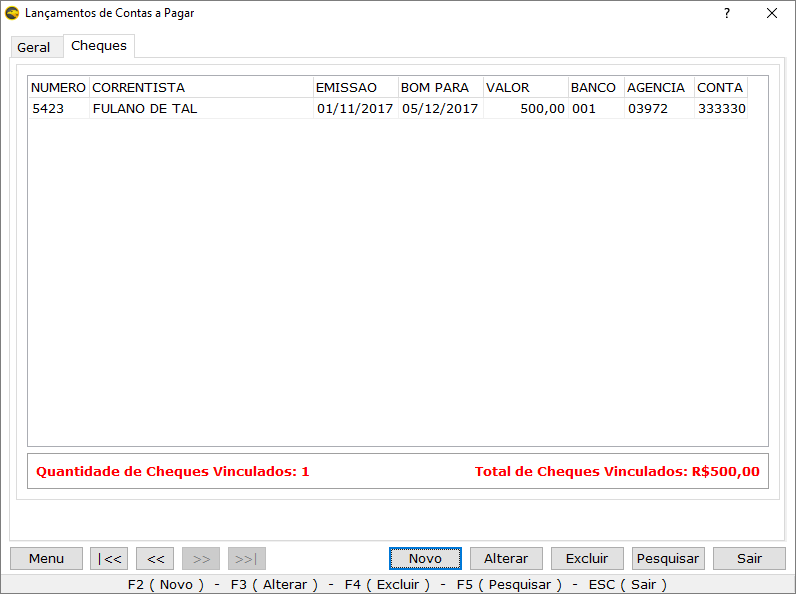 Lançamentos de Contas a Pagar ?
Geral Cheques
NUMERO CORRENTISTA EMISSAO BOM PARA VALOR BANCO AGENCIA CONTA
5423 FULANO DE TAL 01/11/2017 05/12/2017 500,00 001 03972 333330
Quantidade de Cheques Vinculados: 1 Total de Cheques Vinculados: R$500,00
Menu |<< << >> >>| Novo Alterar Excluir Pesquisar Sair
F2 ( Novo ) - F3 ( Alterar ) - F4 ( Excluir ) - F5 ( Pesquisar ) - ESC ( Sair )